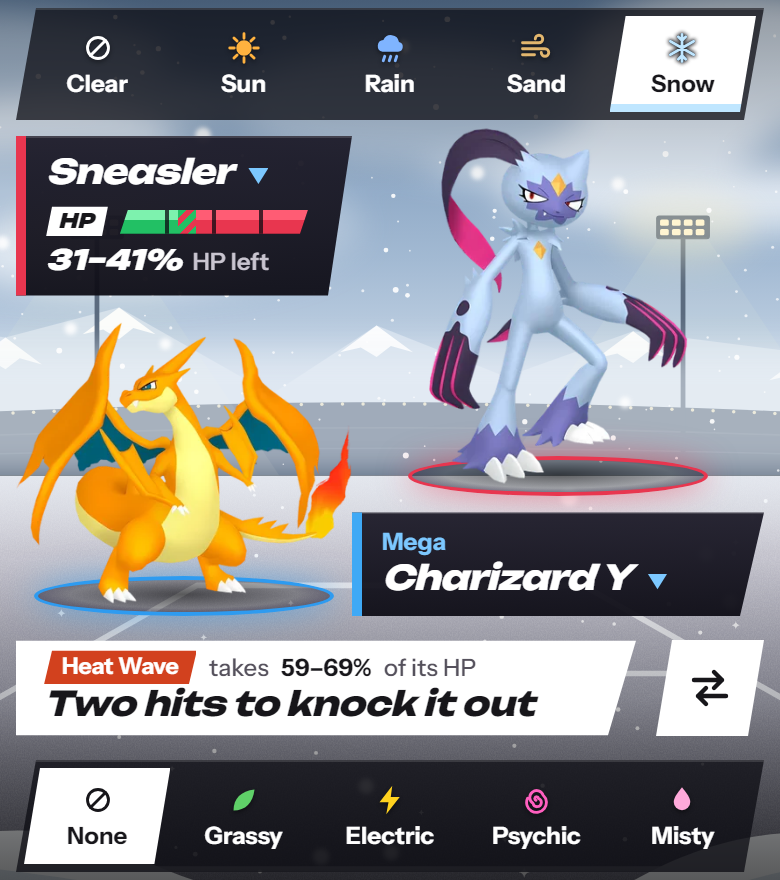 Clear
Sun
Rain
Sand
Snow
Sneasler
HP
31–41% HP left
Mega
Charizard Y
Heat Wave takes 59–69% of its HP
Two hits to knock it out
None
Grassy
Electric
Psychic
Misty